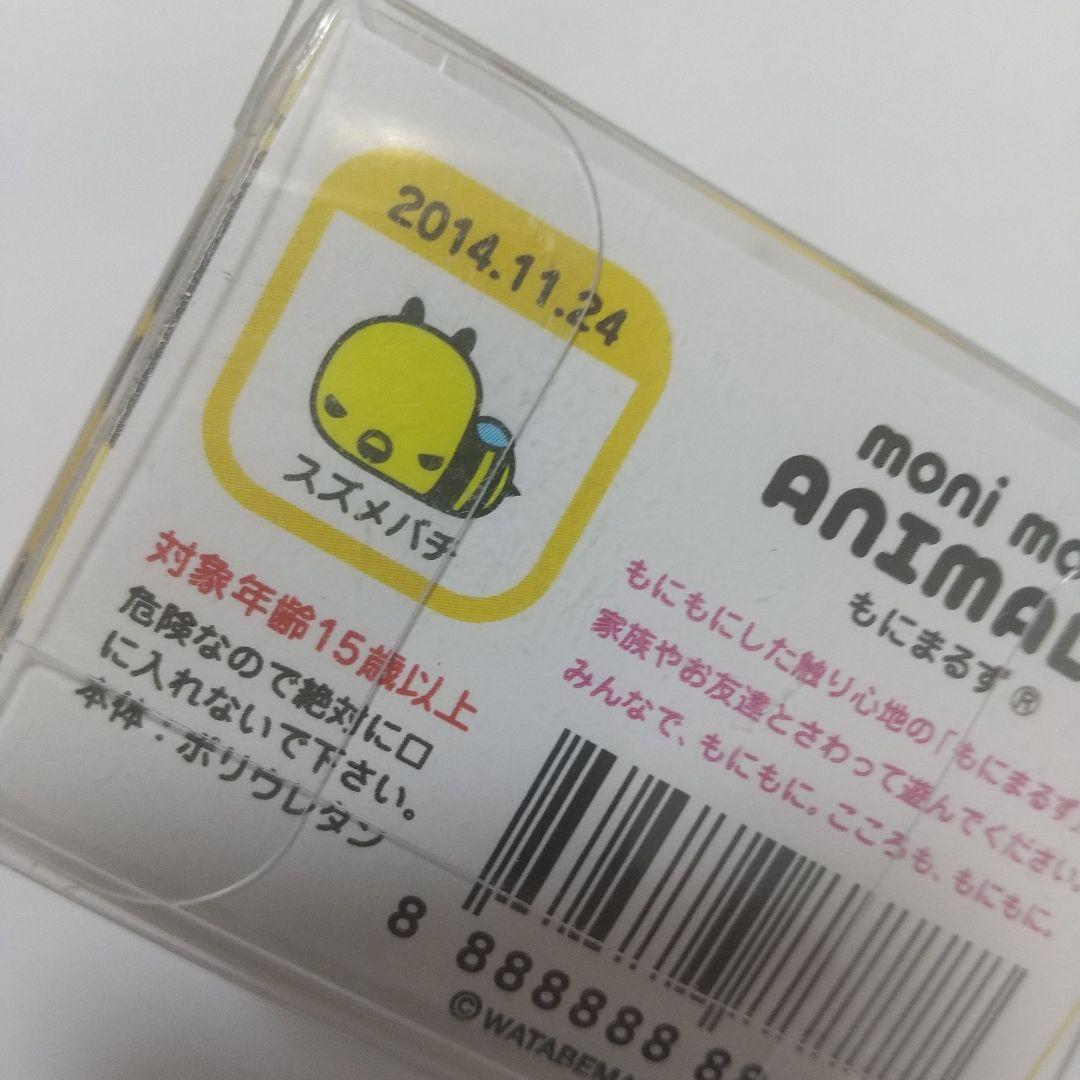 2014.11.24
スズメバチ
対象年齢15歳以上
危険なので絶対に口
に入れないで下さい。
本体:ポリウレタン
moni
ANIMAL
もにまるず®
もにもにした触り心地の「もにまるず」
家族やお友達とさわって遊んでください。
みんなで、もにもに。こころも、もにもに。
8 888888 88
©WATABEMA